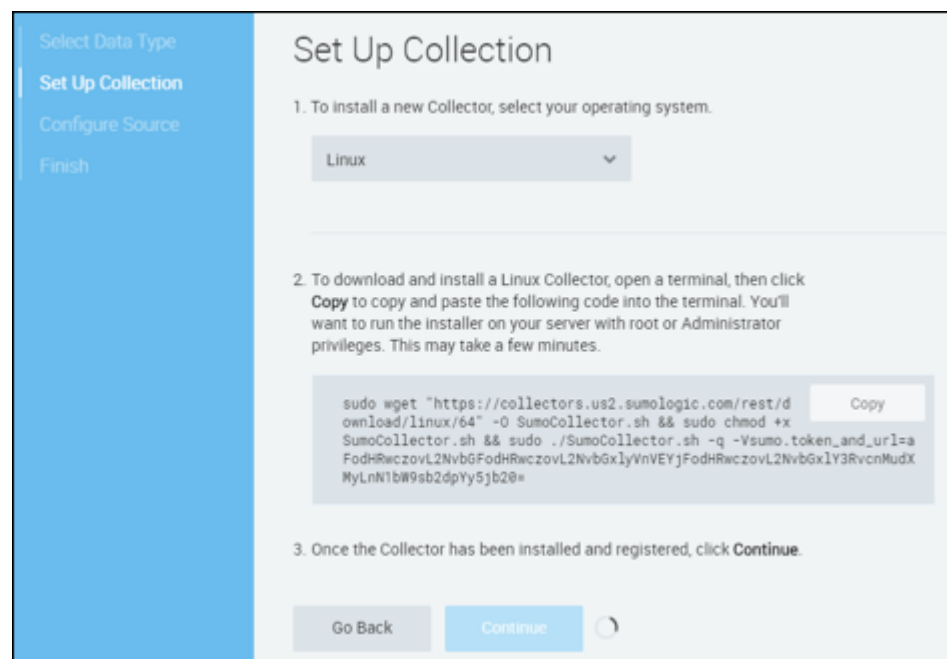 Select Data Type
Set Up Collection
Configure Source
Finish
Set Up Collection
1. To install a new Collector, select your operating system.
Linux
2. To download and install a Linux Collector, open a terminal, then click
Copy to copy and paste the following code into the terminal. You'll
want to run the installer on your server with root or Administrator
privileges. This may take a few minutes.
sudo wget "https://collectors.us2.sumologic.com/rest/d
ownload/linux/64" -O SumoCollector.sh && sudo chmod +x
SumoCollector.sh && sudo ./SumoCollector.sh -q -Vsumo.token_and_url=a
FodHRwczovL2NvbGFodHRwczovL2NvbGxlyVnVEYjFodHRwczovL2NvbGxlY3RvcnMudX
MyLnN1bW9sb2dpYy5jb20=
Copy
3. Once the Collector has been installed and registered, click Continue.
Go Back
Continue